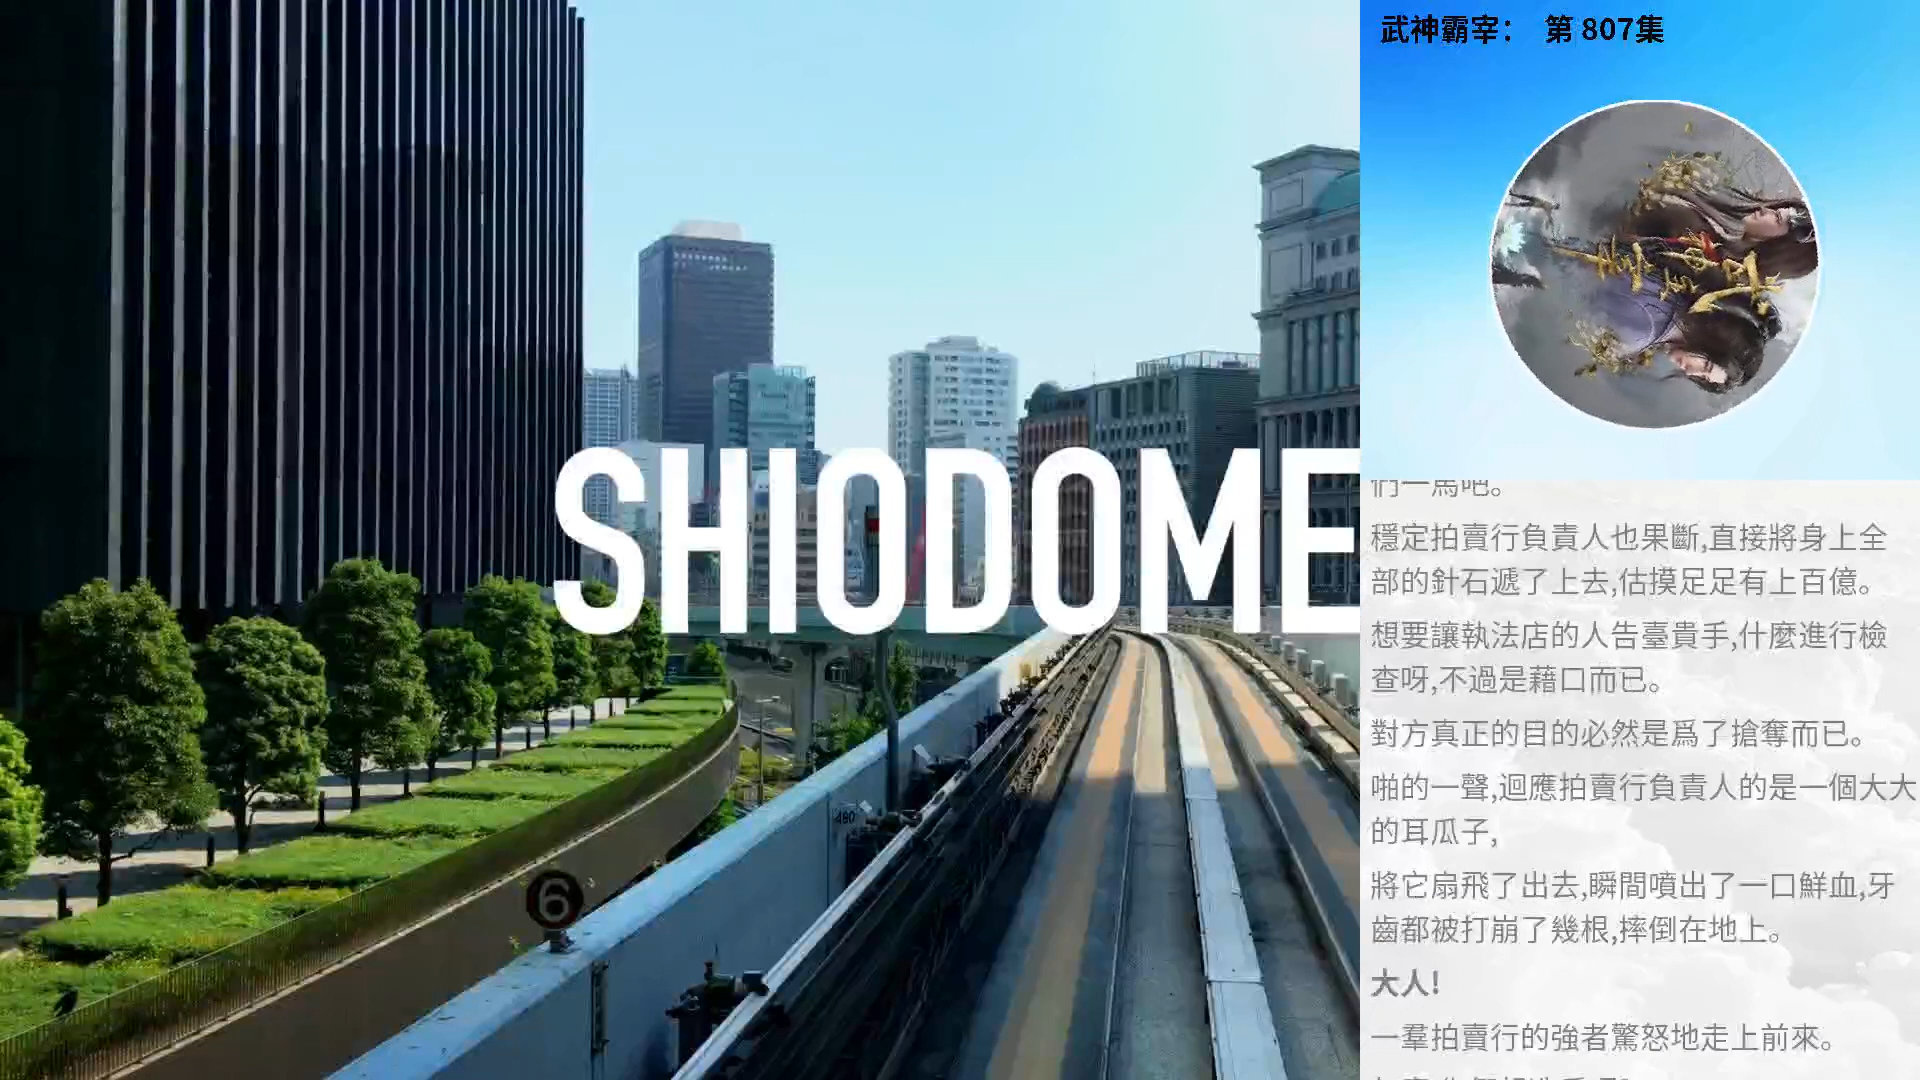 SHIODOME
6
480
武神霸宰： 第 807集
們一馬吧。
穩定拍賣行負責人也果斷,直接將身上全
部的針石遞了上去,估摸足足有上百億。
想要讓執法店的人告臺貴手,什麼進行檢
查呀,不過是藉口而已。
對方真正的目的必然是爲了搶奪而已。
啪的一聲,迴應拍賣行負責人的是一個大大
的耳瓜子,
將它扇飛了出去,瞬間噴出了一口鮮血,牙
齒都被打崩了幾根,摔倒在地上。
大人!
一羣拍賣行的強者驚怒地走上前來。